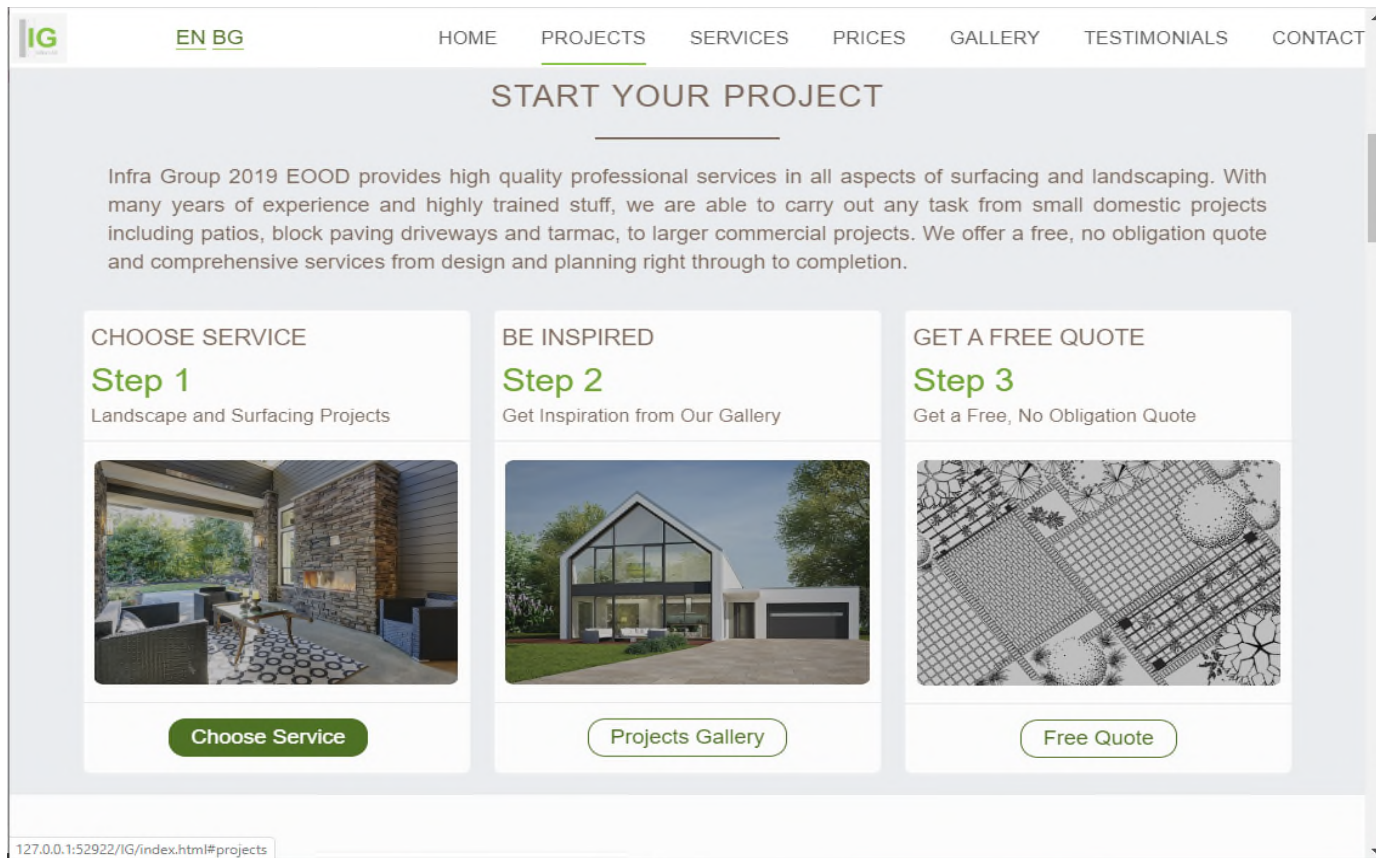 IG
EN BG
HOME PROJECTS SERVICES PRICES GALLERY TESTIMONIALS CONTACT
START YOUR PROJECT
Infra Group 2019 EOOD provides high quality professional services in all aspects of surfacing and landscaping. With
many years of experience and highly trained stuff, we are able to carry out any task from small domestic projects
including patios, block paving driveways and tarmac, to larger commercial projects. We offer a free, no obligation quote
and comprehensive services from design and planning right through to completion.
CHOOSE SERVICE
Step 1
Landscape and Surfacing Projects
Choose Service
BE INSPIRED
Step 2
Get Inspiration from Our Gallery
Projects Gallery
GET A FREE QUOTE
Step 3
Get a Free, No Obligation Quote
Free Quote
127.0.0.1:52922/IG/index.html#projects